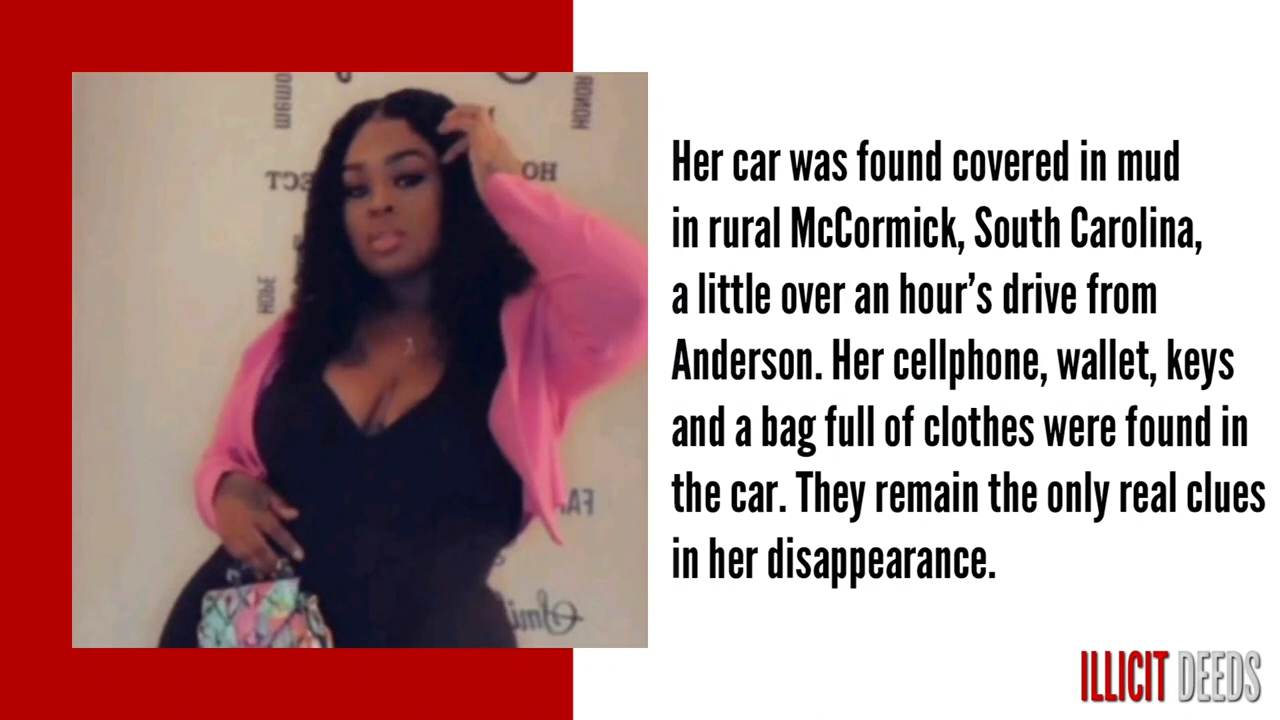 Her car was found covered in mud
in rural McCormick, South Carolina,
a little over an hour’s drive from
Anderson. Her cellphone, wallet, keys
and a bag full of clothes were found in
the car. They remain the only real clues
in her disappearance.
ILLICIT DEEDS